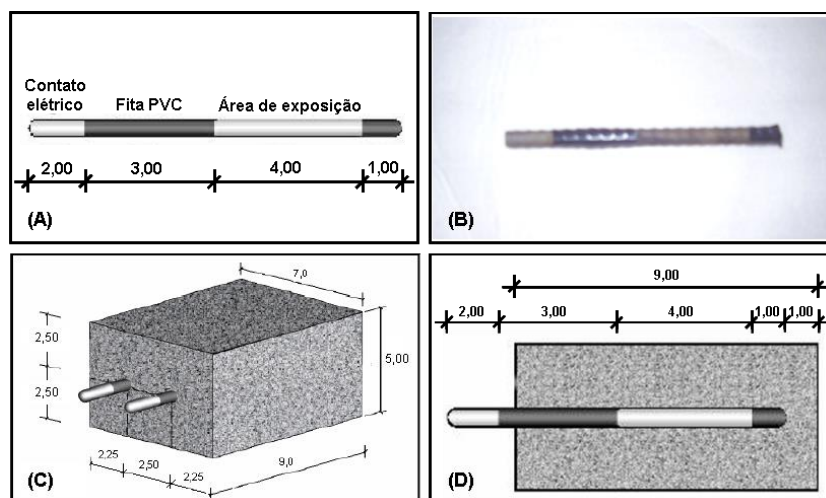 Contato
elétrico
Fita PVC
Área de exposição
2,00
3,00
4,00
1,00
(A)
(B)
7,0
2,50
2,50
5,00
2,25
2,50
2,25
9,0
(C)
9,00
2,00
3,00
4,00
1,00
1,00
(D)